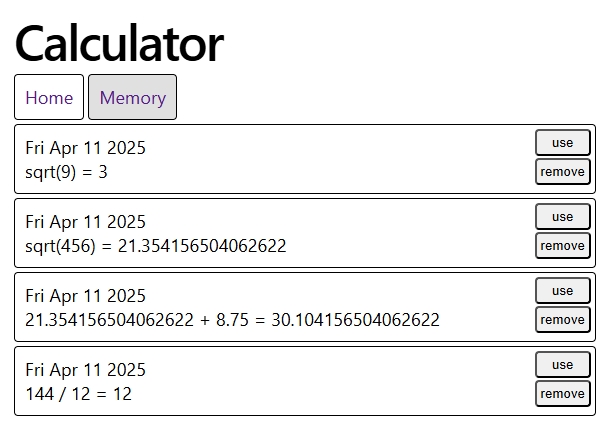 Calculator
Home Memory
Fri Apr 11 2025 use
sqrt(9) = 3 remove
Fri Apr 11 2025 use
sqrt(456) = 21.354156504062622 remove
Fri Apr 11 2025 use
21.354156504062622 + 8.75 = 30.104156504062622 remove
Fri Apr 11 2025 use
144 / 12 = 12 remove